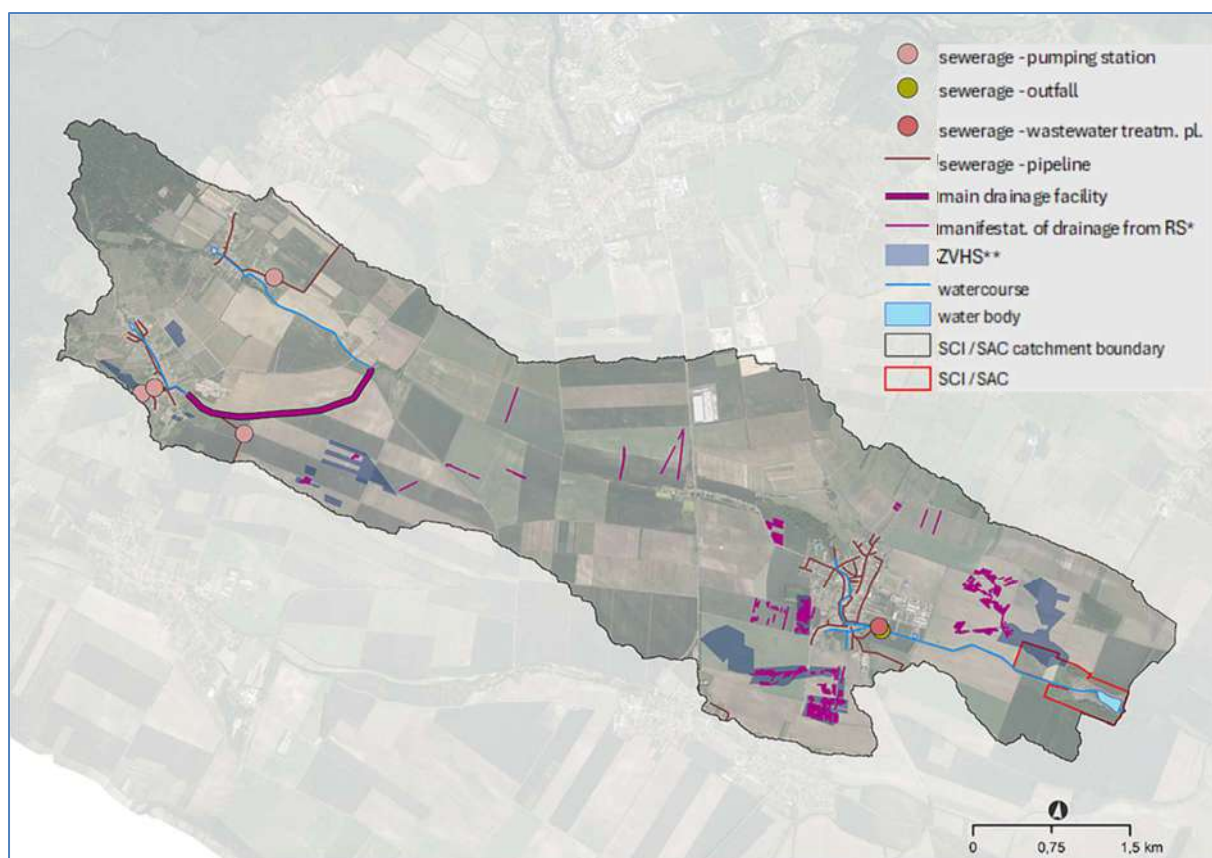 sewerage - pumping station
sewerage - outfall
sewerage - wastewater treatm. pl.
sewerage - pipeline
main drainage facility
manifestat. of drainage from RS*
ZVHS**
watercourse
water body
SCI / SAC catchment boundary
SCI / SAC
0 0,75 1,5 km